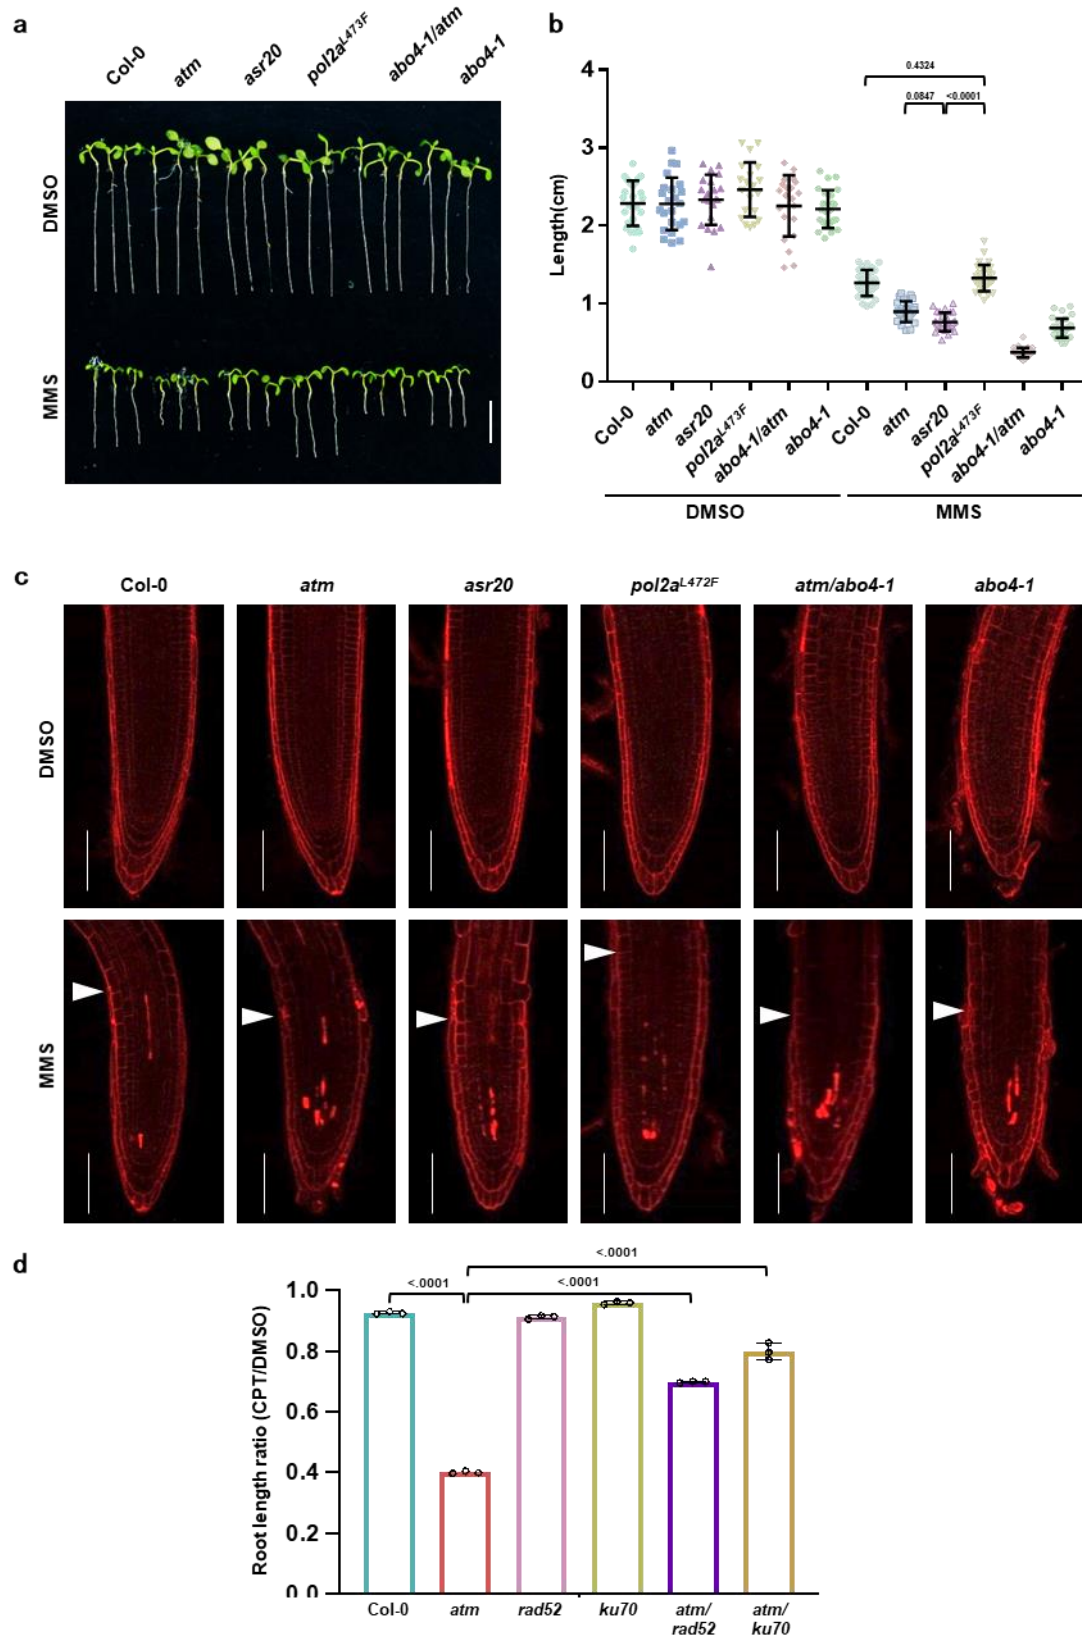 a
Col-0 atm asr20 pol2aL473F abo4-1/atm abo4-1
DMSO
MMS
b
Length(cm)
4
3
2
1
0
0.4324
0.0847 <0.0001
Col-0 atm asr20 pol2aL473F abo4-1/atm abo4-1 Col-0 atm asr20 pol2aL473F abo4-1/atm abo4-1
DMSO MMS
c
Col-0 atm asr20 pol2aL472F atm/abo4-1 abo4-1
DMSO
MMS
d
Root length ratio (CPT/DMSO)
<.0001
<.0001 <.0001
1.0
0.8
0.6
0.4
0.2
0.0
Col-0 atm rad52 ku70 atm/ atm/
rad52 ku70